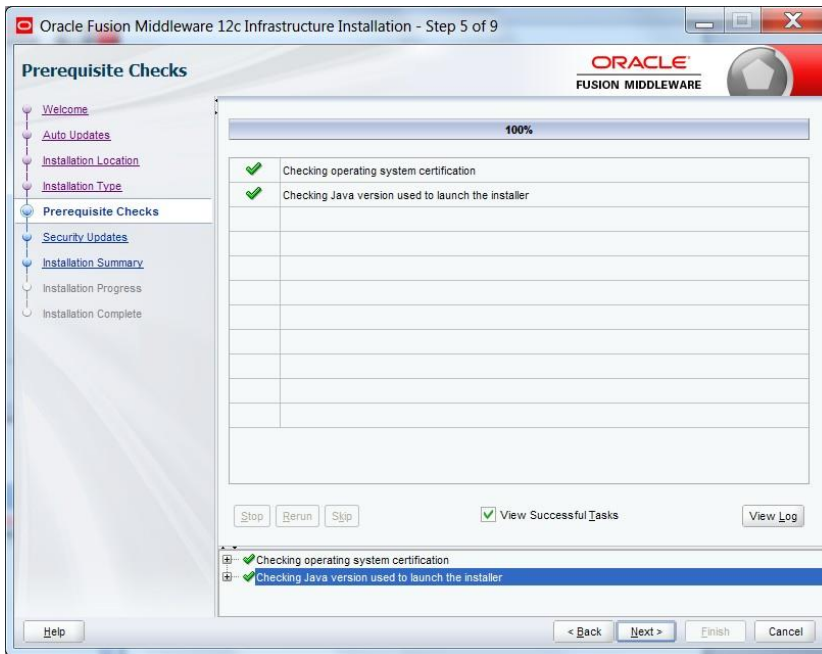 Oracle Fusion Middleware 12c Infrastructure Installation - Step 5 of 9
Prerequisite Checks
ORACLE
FUSION MIDDLEWARE
Welcome
Auto Updates
Installation Location
Installation Type
Prerequisite Checks
Security Updates
Installation Summary
Installation Progress
Installation Complete
100%
Checking operating system certification
Checking Java version used to launch the installer
Stop Rerun Skip View Successful Tasks View Log
Checking operating system certification
Checking Java version used to launch the installer
Help < Back Next > Finish Cancel